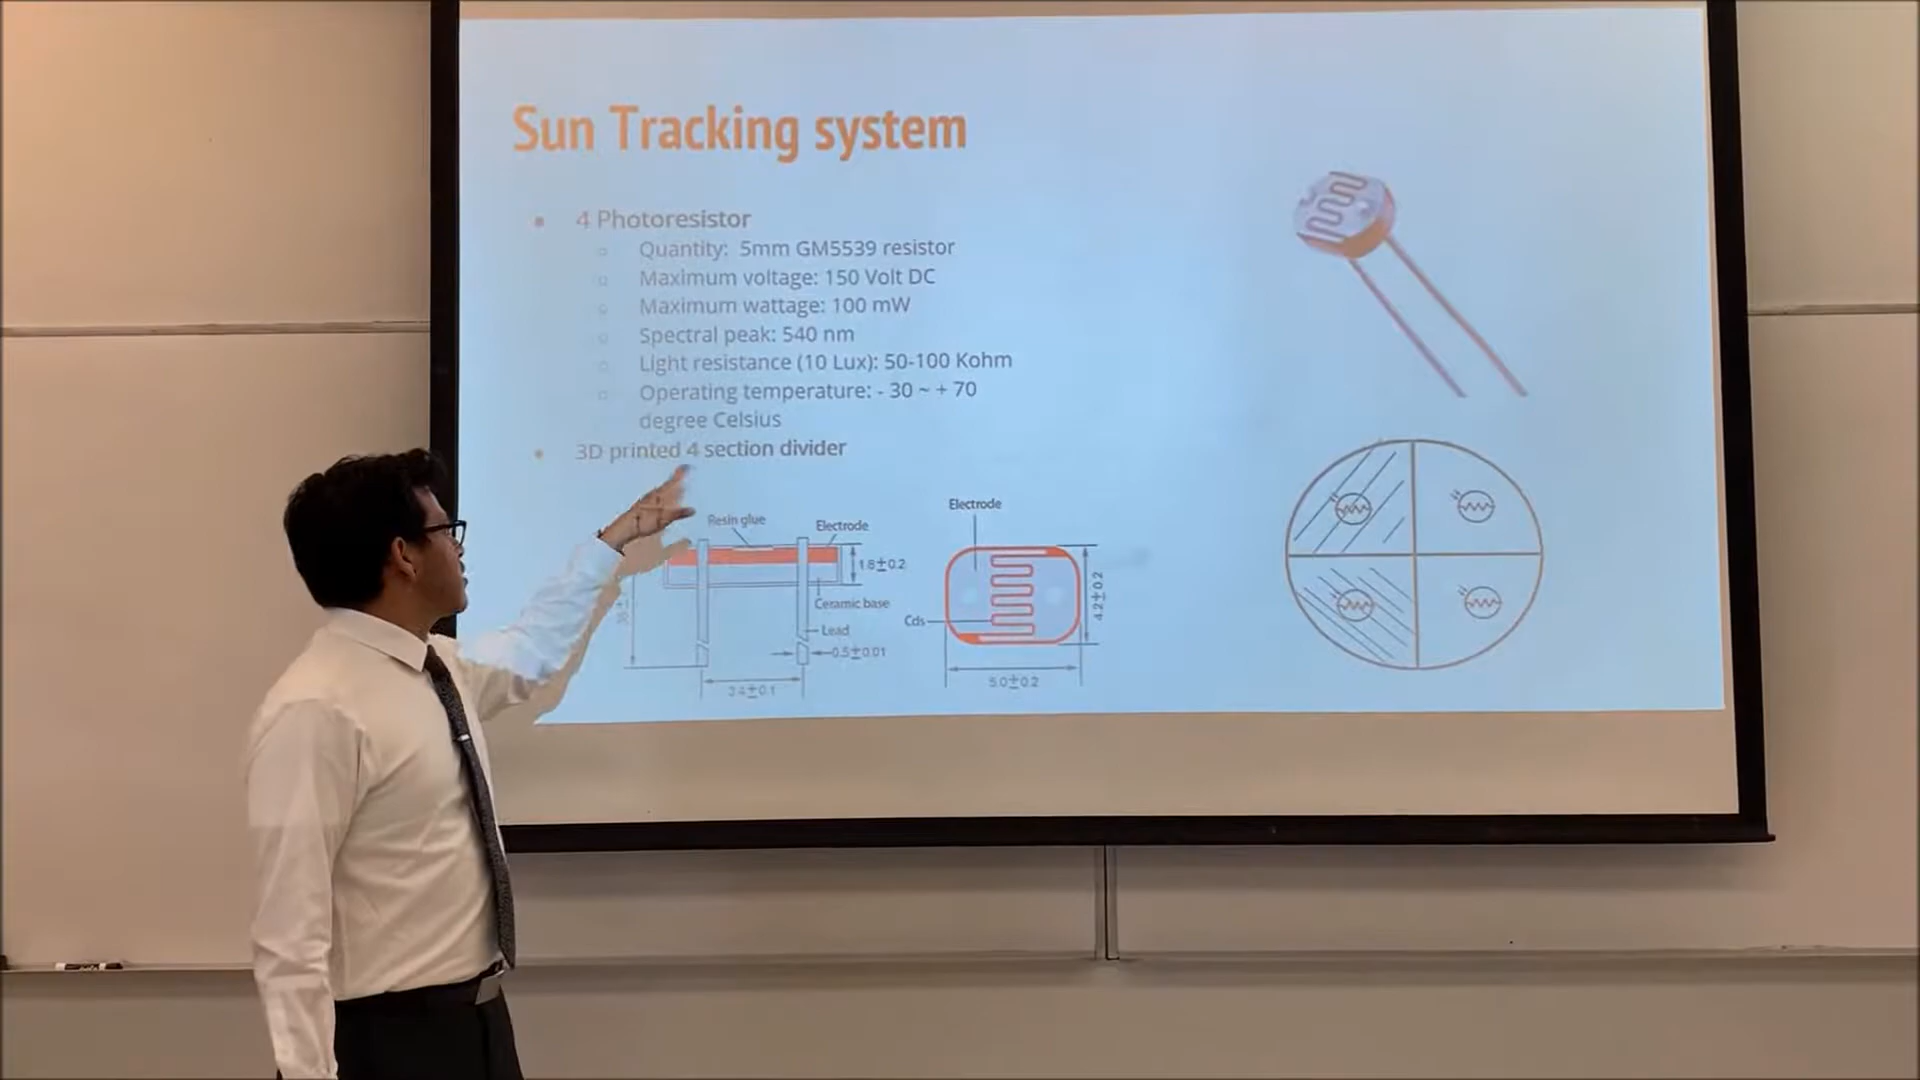 Sun Tracking system
4 Photoresistor
Quantity: 5mm GM5539 resistor
Maximum voltage: 150 Volt DC
Maximum wattage: 100 mW
Spectral peak: 540 nm
Light resistance (10 Lux): 50-100 Kohm
Operating temperature: - 30 ~ + 70
degree Celsius
3D printed 4 section divider
Resin glue
Electrode
1.8±0.2
Ceramic base
Lead
0.5±0.01
3.4±0.1
Electrode
Cds
4.2±0.2
5.0±0.2